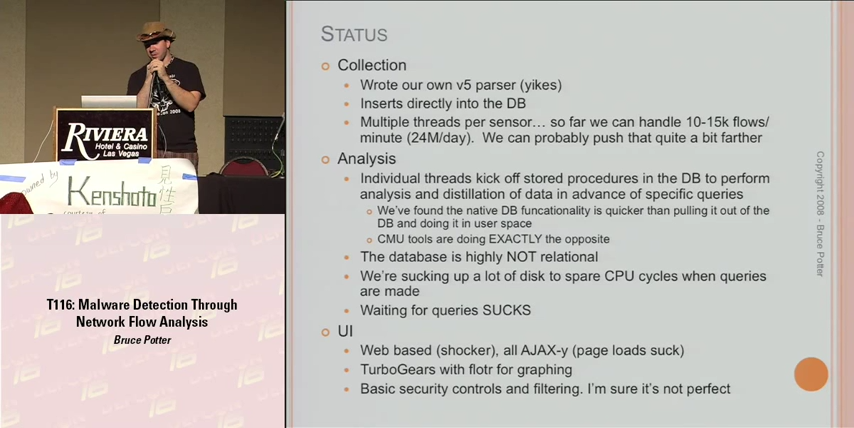 STATUS
Collection
Wrote our own v5 parser (yikes)
Inserts directly into the DB
Multiple threads per sensor… so far we can handle 10-15k flows/
minute (24M/day). We can probably push that quite a bit farther
Analysis
Individual threads kick off stored procedures in the DB to perform
analysis and distillation of data in advance of specific queries
We've found the native DB funcationality is quicker than pulling it out of the
DB and doing it in user space
CMU tools are doing EXACTLY the opposite
The database is highly NOT relational
We're sucking up a lot of disk to spare CPU cycles when queries
are made
Waiting for queries SUCKS
UI
Web based (shocker), all AJAX-y (page loads suck)
TurboGears with flotr for graphing
Basic security controls and filtering. I'm sure it's not perfect
Copyright 2008 - Bruce Potter
RIVIERA
Hotel & Casino
Las Vegas
by
Kenshoto
T116: Malware Detection Through
Network Flow Analysis
Bruce Potter